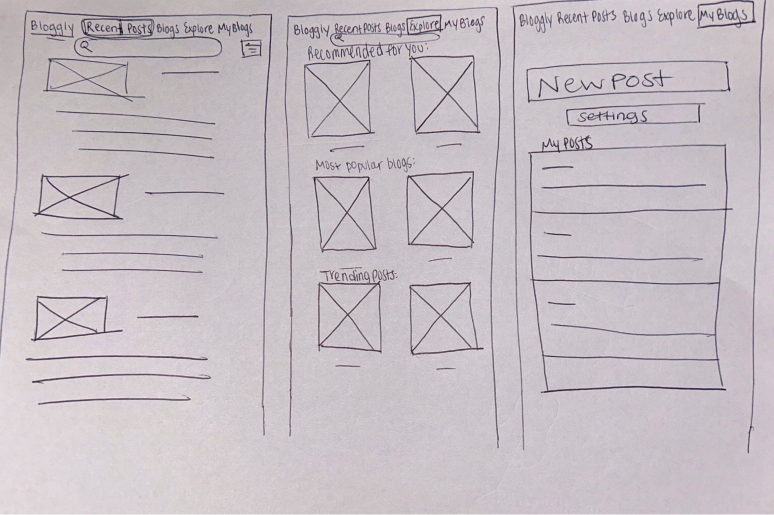 Bloggly Recent Posts Blogs Explore My Blogs
Bloggly Recent Posts Blogs Explore My Blogs
Recommended for you:
Most popular blogs:
Trending posts:
Bloggly Recent Posts Blogs Explore My Blogs
New post
settings
My Posts